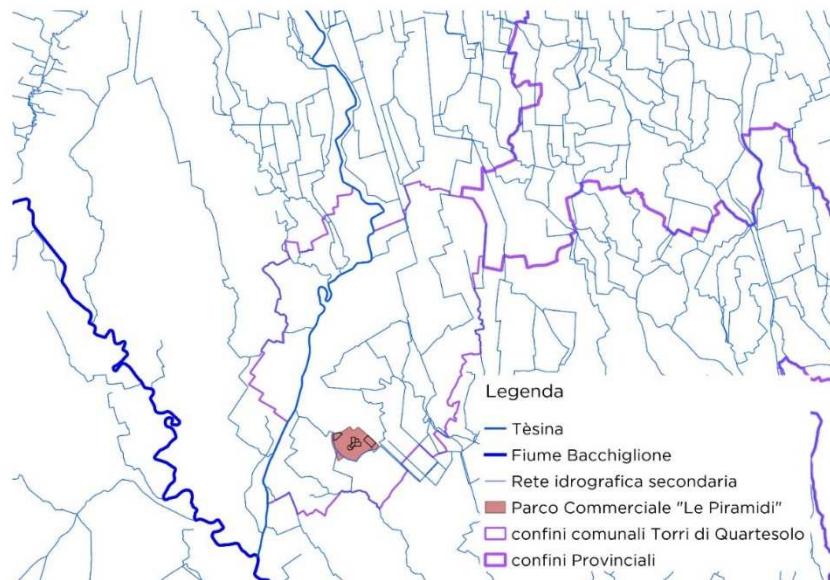 Legenda
Tèsina
Fiume Bacchiglione
Rete idrografica secondaria
Parco Commerciale "Le Piramidi"
confini comunali Torri di Quartesolo
confini Provinciali